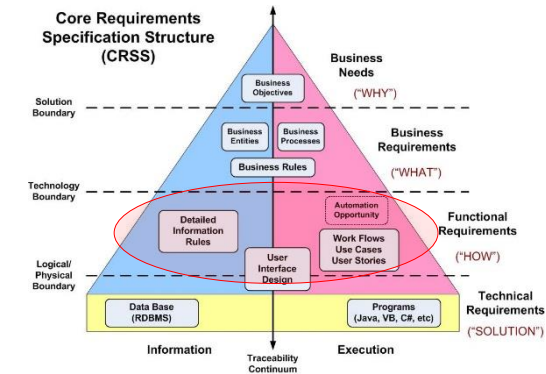 Core Requirements
Specification Structure
(CRSS)
Business
Needs
("WHY")
Business
Objectives
Solution
Boundary
Business
Entities
Business
Processes
Business
Requirements
("WHAT")
Business Rules
Technology
Boundary
Automation
Opportunity
Detailed
Information
Rules
Functional
Requirements
("HOW")
Work Flows
Use Cases
User Stories
User
Interface
Design
Logical/
Physical
Boundary
Data Base
(RDBMS)
Programs
(Java, VB, C#, etc)
Technical
Requirements
("SOLUTION")
Information
Execution
Traceability
Continuum